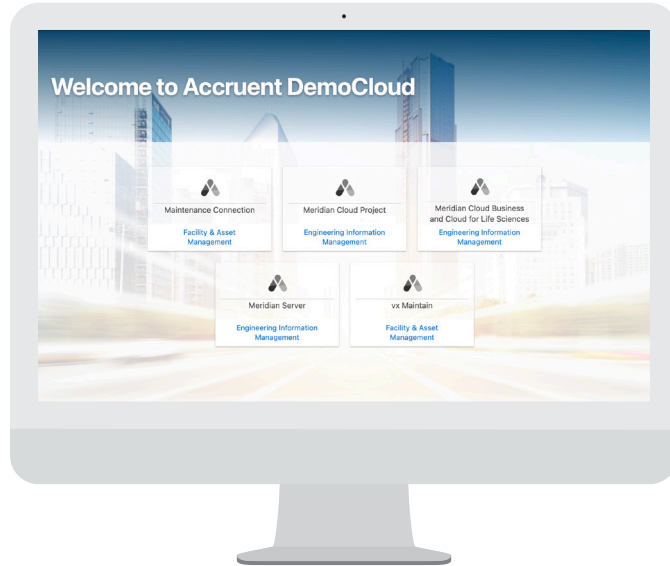 Welcome to Accruent DemoCloud
Maintenance Connection
Facility & Asset
Management
Meridian Cloud Project
Engineering Information
Management
Meridian Cloud Business
and Cloud for Life Sciences
Engineering Information
Management
Meridian Server
Engineering Information
Management
vx Maintain
Facility & Asset
Management